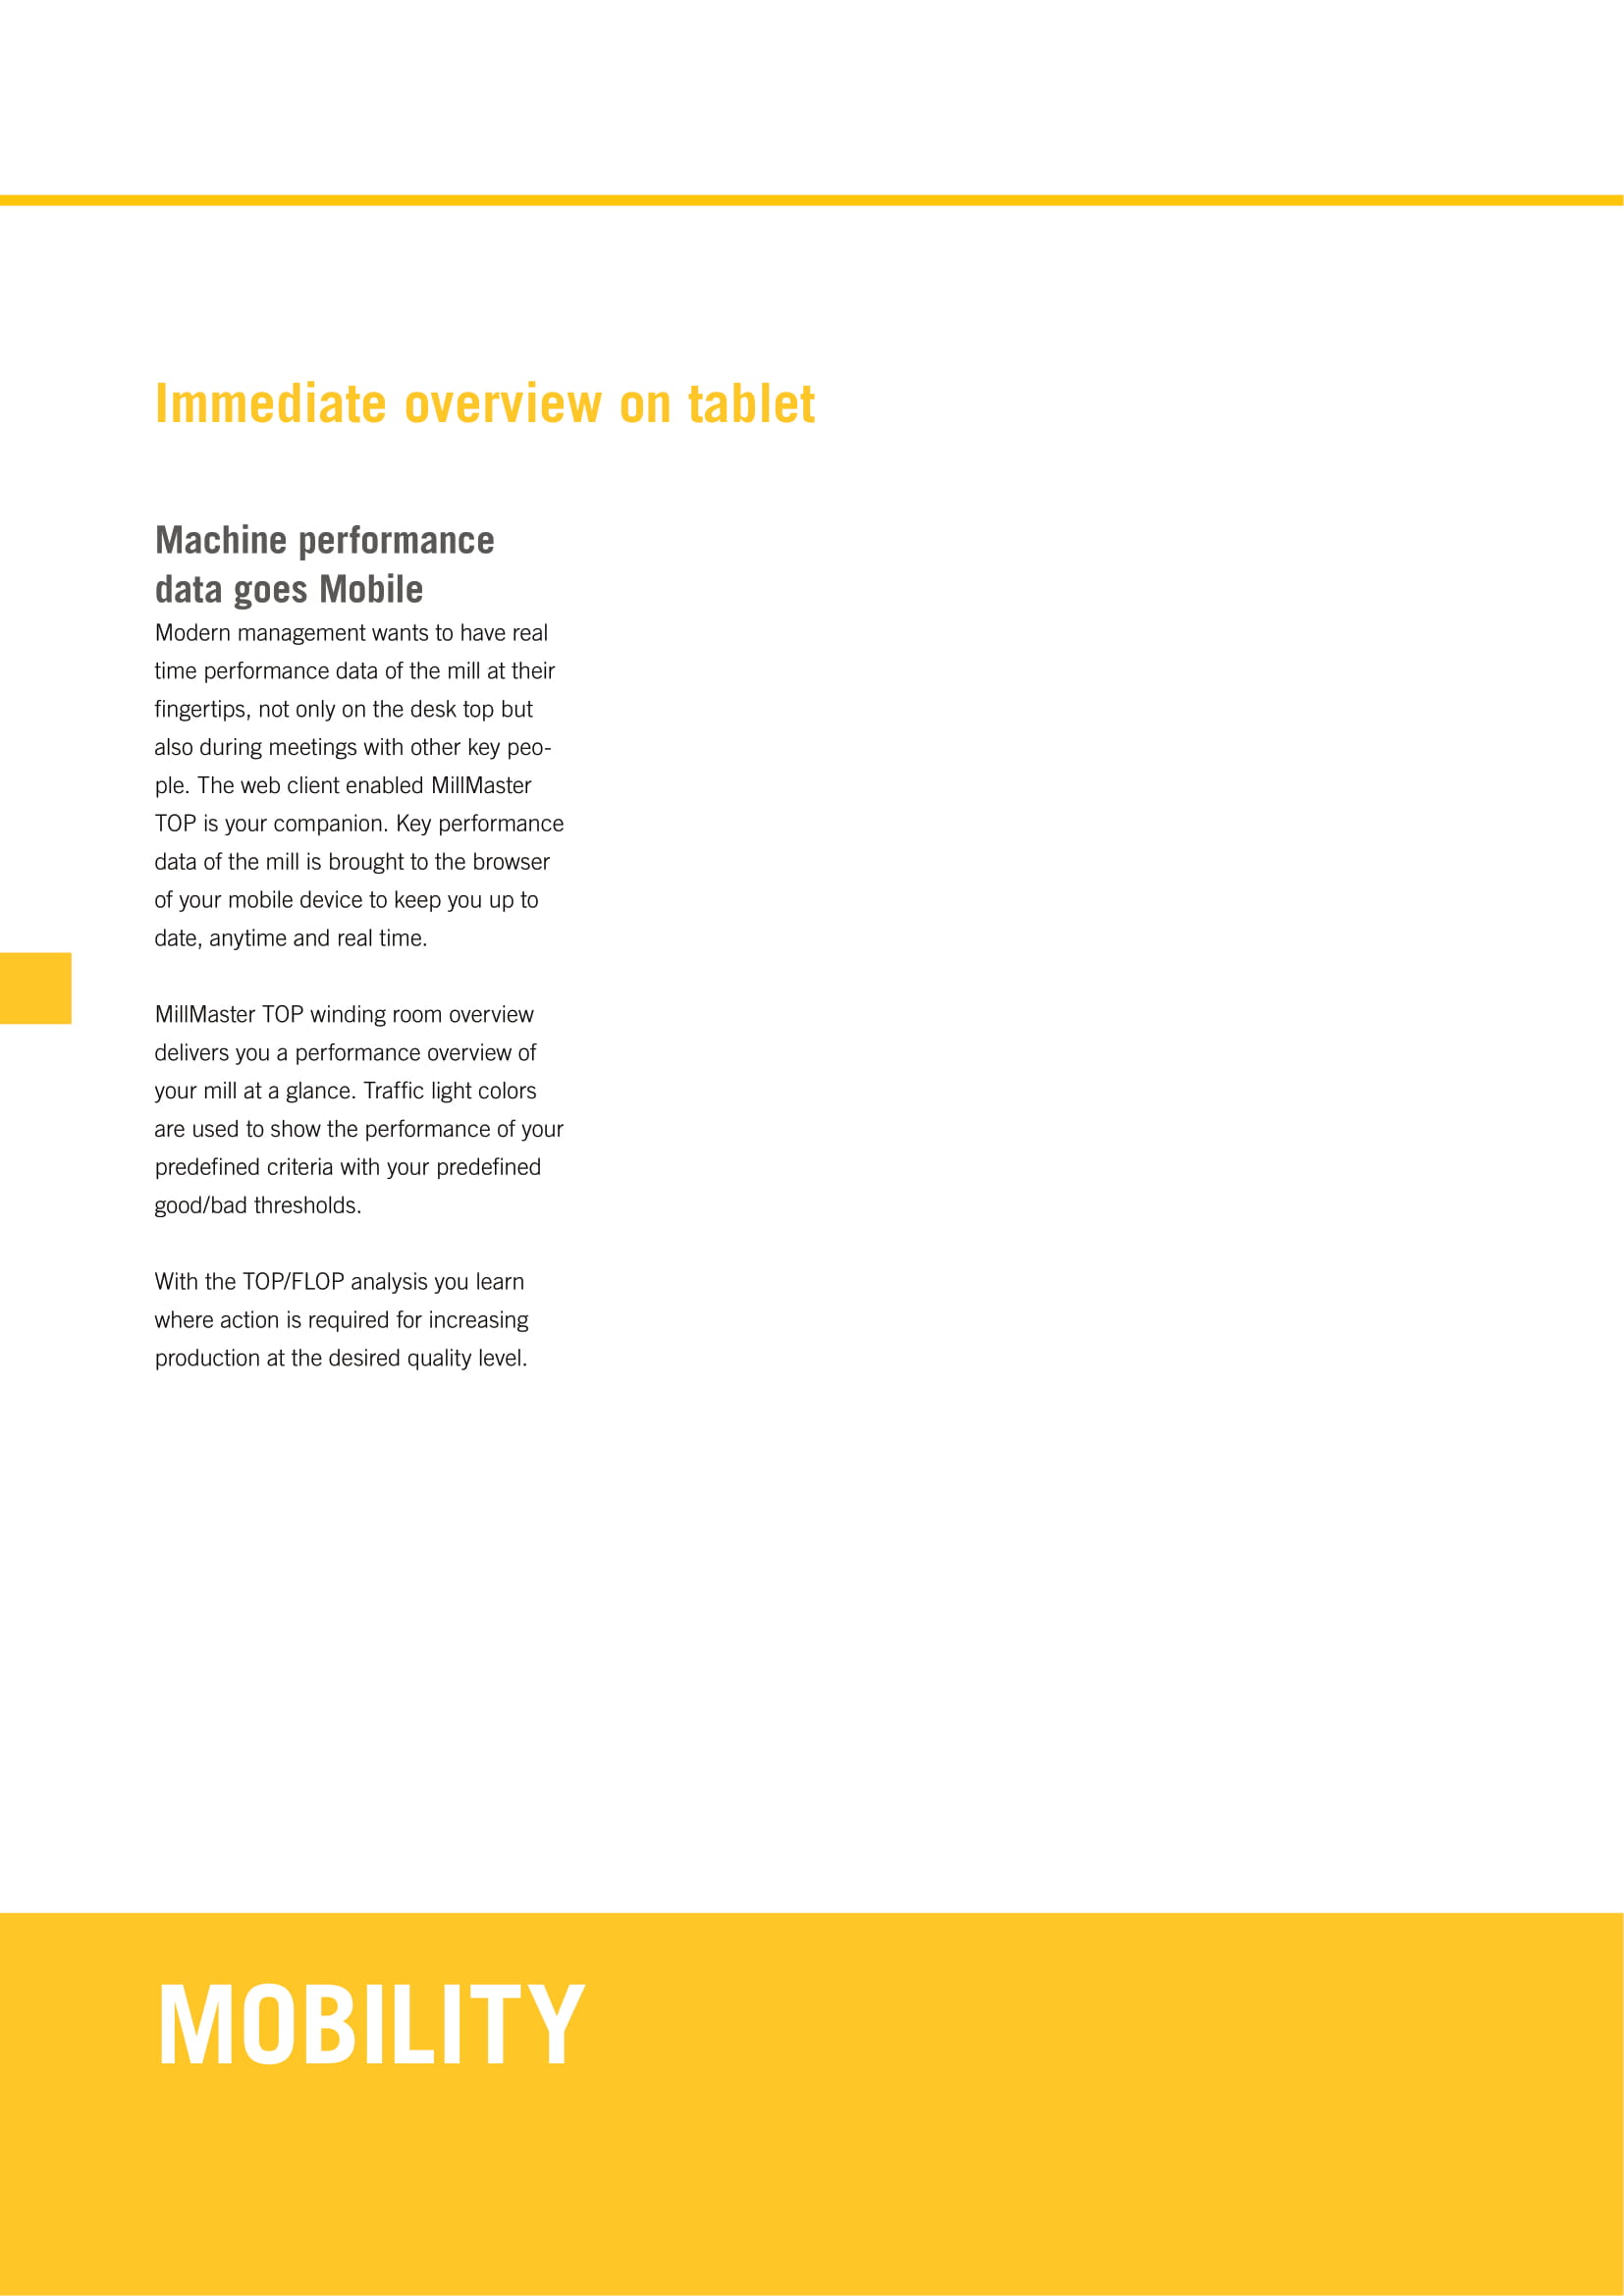 Immediate overview on tablet
Machine performance
data goes Mobile
Modern management wants to have real
time performance data of the mill at their
fingertips, not only on the desk top but
also during meetings with other key peo-
ple. The web client enabled MillMaster
TOP is your companion. Key performance
data of the mill is brought to the browser
of your mobile device to keep you up to
date, anytime and real time.
MillMaster TOP winding room overview
delivers you a performance overview of
your mill at a glance. Traffic light colors
are used to show the performance of your
predefined criteria with your predefined
good/bad thresholds.
With the TOP/FLOP analysis you learn
where action is required for increasing
production at the desired quality level.
MOBILITY